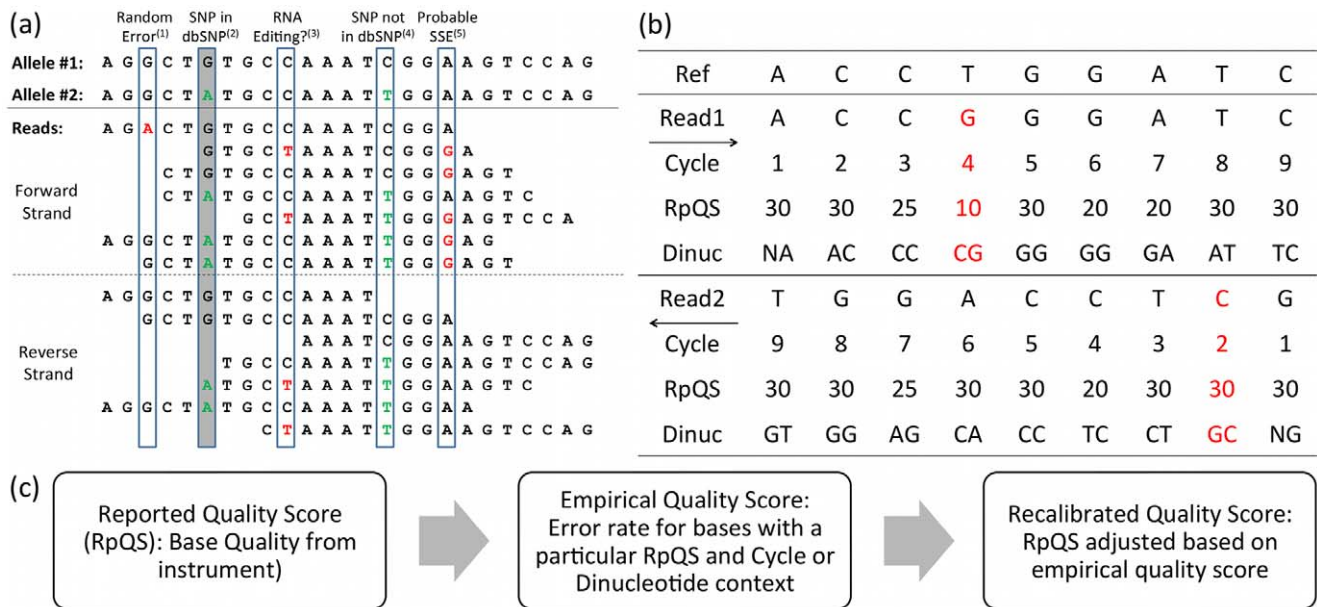 (a)
Random Error(1)
SNP in dbSNP(2)
RNA Editing?(3)
SNP not in dbSNP(4)
Probable SSE(5)
Allele #1: A G G C T G T G C C A A A T C G G A A G T C C A G
Allele #2: A G G C T A T G C C A A A T T G G A A G T C C A G
Reads: A G A C T G T G C C A A A T C G G A
G T G C T A A A T C G G G A
C T G T G C C A A A T C G G G A G T
Forward Strand
C T A T G C C A A A T T G G A A G T C
G C T A A A T T G G G A G T C C A
A G G C T A T G C C A A A T T G G G A G
G C T A T G C C A A A T T G G G A G T
A G G C T G T G C C A A A T
G C T G T G C C A A A T C G G A
Reverse Strand
A A A T C G G A A G T C C A G
T G C C A A A T T G G A A G T C C A G
A T G C T A A A T T G G A A G T C
A G G C T A T G C C A A A T T G G A A
C T A A A T T G G A A G T C C A G
(b)
Ref A C C T G G A T C
Read1 A C C G G G A T C
Cycle 1 2 3 4 5 6 7 8 9
RpQS 30 30 25 10 30 20 20 30 30
Dinuc NA AC CC CG GG GG GA AT TC
Read2 T G G A C C T C G
Cycle 9 8 7 6 5 4 3 2 1
RpQS 30 30 25 30 30 20 30 30 30
Dinuc GT GG AG CA CC TC CT GC NG
(c)
Reported Quality Score
(RpQS): Base Quality from
instrument)
Empirical Quality Score:
Error rate for bases with a
particular RpQS and Cycle or
Dinucleotide context
Recalibrated Quality Score:
RpQS adjusted based on
empirical quality score